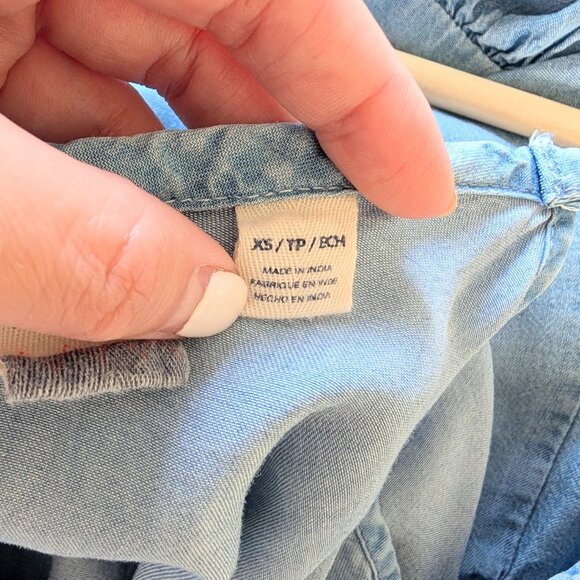 XS / TP / ECH
MADE IN INDIA
FABRIQUE EN INDE
HECHO EN INDIA